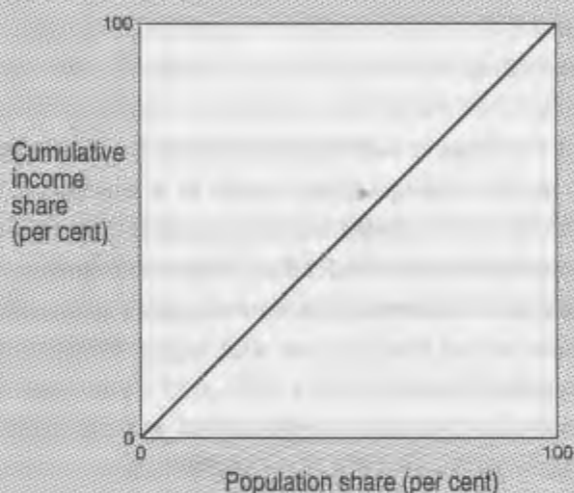 100
Cumulative
income
share
(per cent)
0
0
100
Population share (per cent)